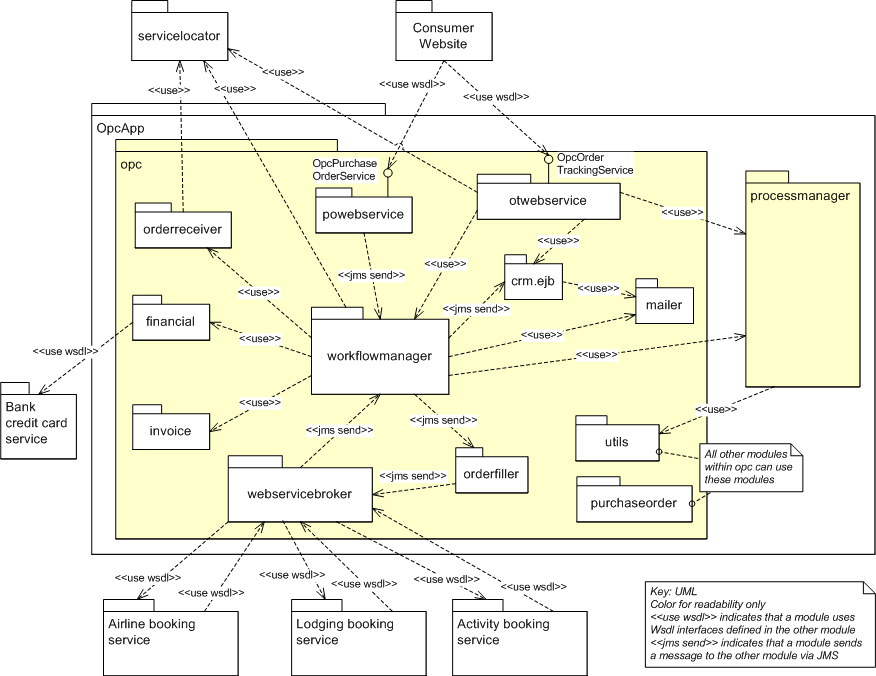 servicelocator
Consumer
Website
<<use>>
<<use>>
<<use>>
<<use wsdl>>
<<use wsdl>>
OpcApp
opc
OpcPurchase
OrderService
OpcOrder
TrackingService
processmanager
powebservice
otwebservice
orderreceiver
<<use>>
<<use>>
<<use>>
<<jms send>>
crm.ejb
<<use>>
<<use>>
mailer
<<jms send>>
financial
<<use>>
<<use>>
<<use wsdl>>
workflowmanager
<<use>>
Bank
credit card
service
<<use>>
<<use>>
invoice
<<jms send>>
<<jms send>>
utils
All other modules
within opc can use
these modules
<<jms send>>
orderfiller
webservicebroker
purchaseorder
<<use wsdl>>
<<use wsdl>>
<<use wsdl>>
<<use wsdl>>
<<use wsdl>>
<<use wsdl>>
Airline booking
service
Lodging booking
service
Activity booking
service
Key: UML
Color for readability only
<<use wsdl>> indicates that a module uses
Wsdl interfaces defined in the other module
<<jms send>> indicates that a module sends
a message to the other module via JMS